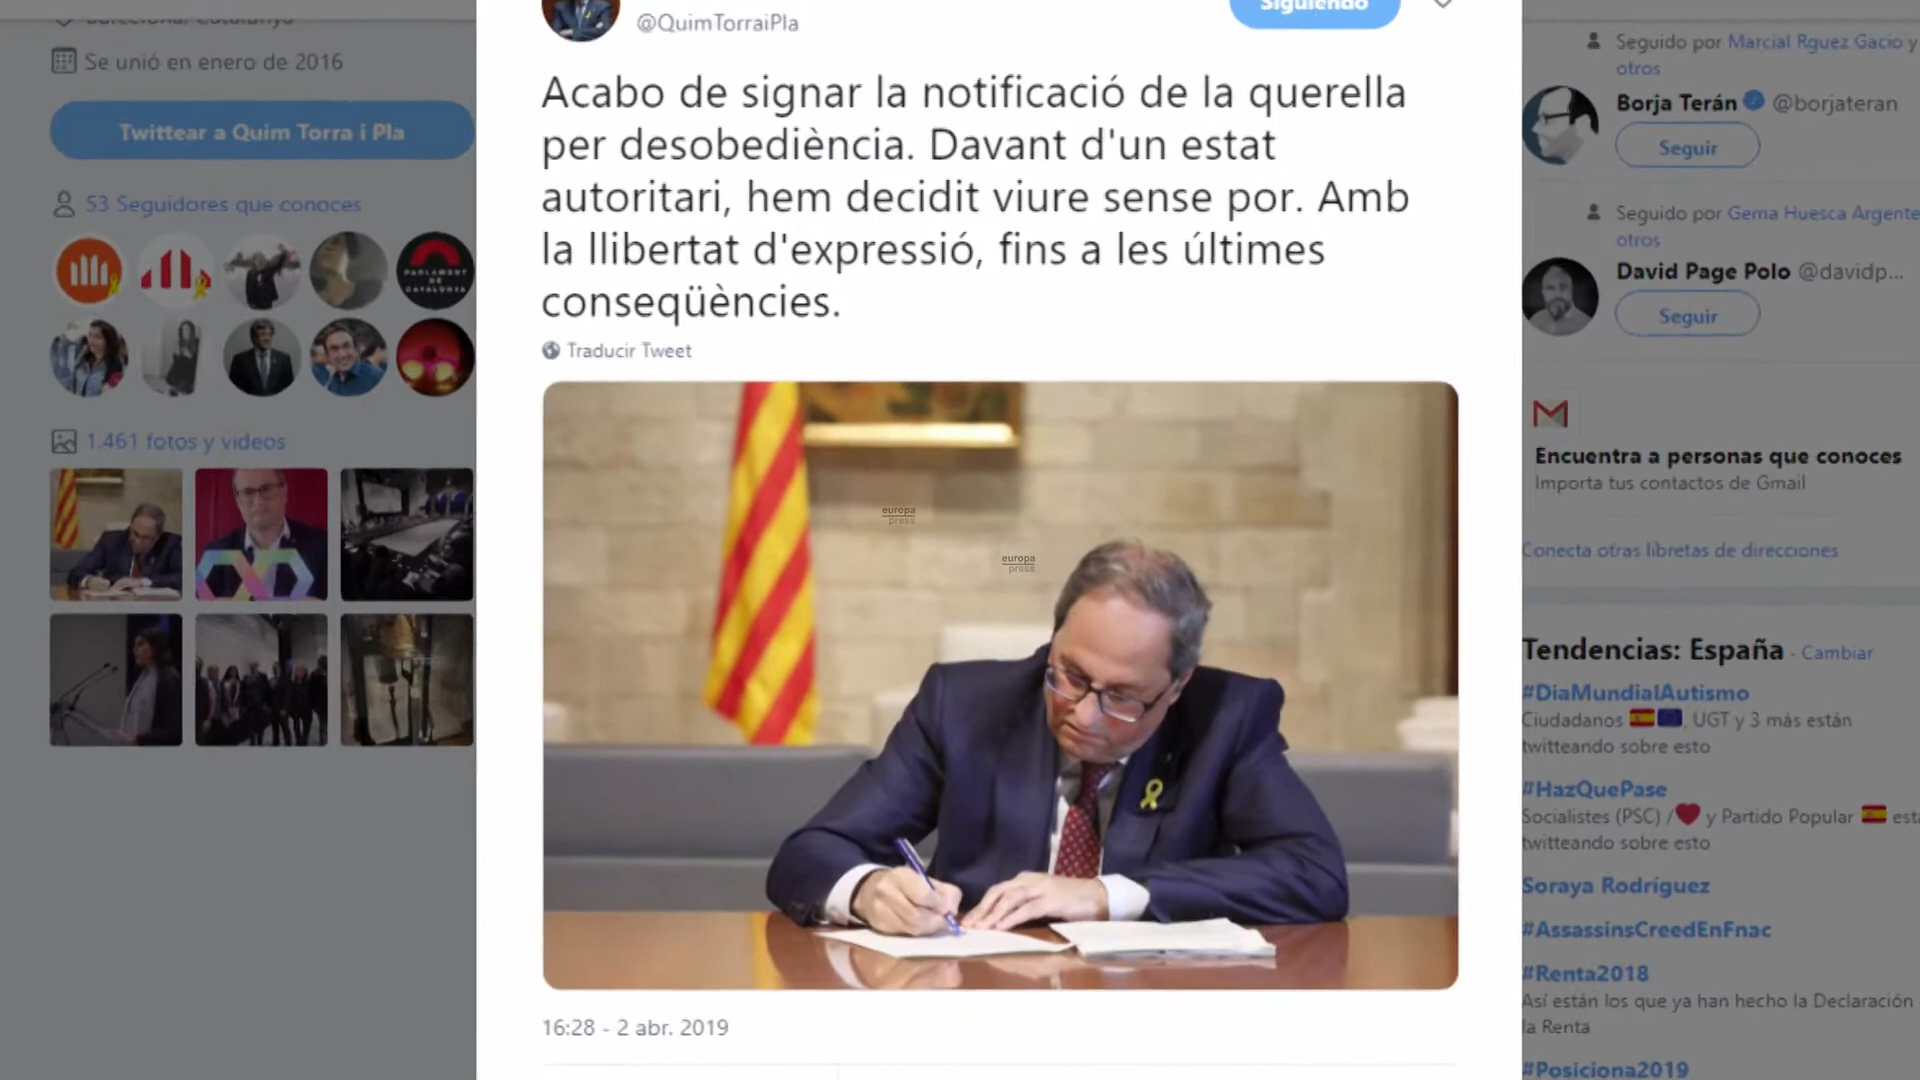 Barcelona, Catalunya
Se unió en enero de 2016
Twittear a Quim Torra i Pla
53 Seguidores que conoces
PARLAMENT
DE
CATALUNYA
1.461 fotos y videos
@QuimTorraiPla
Siguiendo
Acabo de signar la notificació de la querella
per desobediència. Davant d'un estat
autoritari, hem decidit viure sense por. Amb
la llibertat d'expressió, fins a les últimes
conseqüències.
Traducir Tweet
europa
press
europa
press
16:28 - 2 abr. 2019
Seguido por Marcial Rguez Gacio y
otros
Borja Terán @borjateran
Seguir
Seguido por Gema Huesca Argente
otros
David Page Polo @davidp...
Seguir
Encuentra a personas que conoces
Importa tus contactos de Gmail
Conecta otras libretas de direcciones
Tendencias: España - Cambiar
#DiaMundialAutismo
Ciudadanos , UGT y 3 más están
twitteando sobre esto
#HazQuePase
Socialistes (PSC) / y Partido Popular est
twitteando sobre esto
Soraya Rodríguez
#AssassinsCreedEnFnac
#Renta2018
Así están los que ya han hecho la Declaración
la Renta
#Posiciona2019